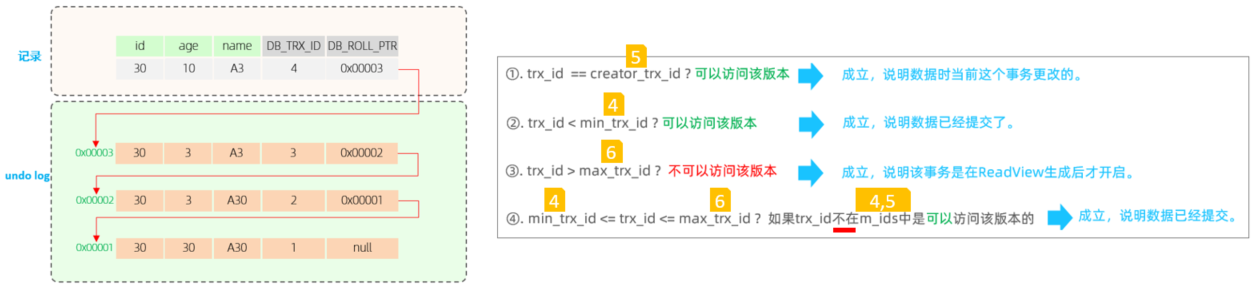 记录
id age name DB_TRX_ID DB_ROLL_PTR
30 10 A3 4 0x00003
undo log
0x00003 30 3 A3 3 0x00002
0x00002 30 3 A30 2 0x00001
0x00001 30 30 A30 1 null
5
①. trx_id == creator_trx_id ? 可以访问该版本 成立，说明数据时当前这个事务更改的。
4
②. trx_id < min_trx_id ? 可以访问该版本 成立，说明数据已经提交了。
6
③. trx_id > max_trx_id ? 不可以访问该版本 成立，说明该事务是在ReadView生成后才开启。
4 6 4,5
④. min_trx_id <= trx_id <= max_trx_id ? 如果trx_id不在m_ids中是可以访问该版本的 成立，说明数据已经提交。